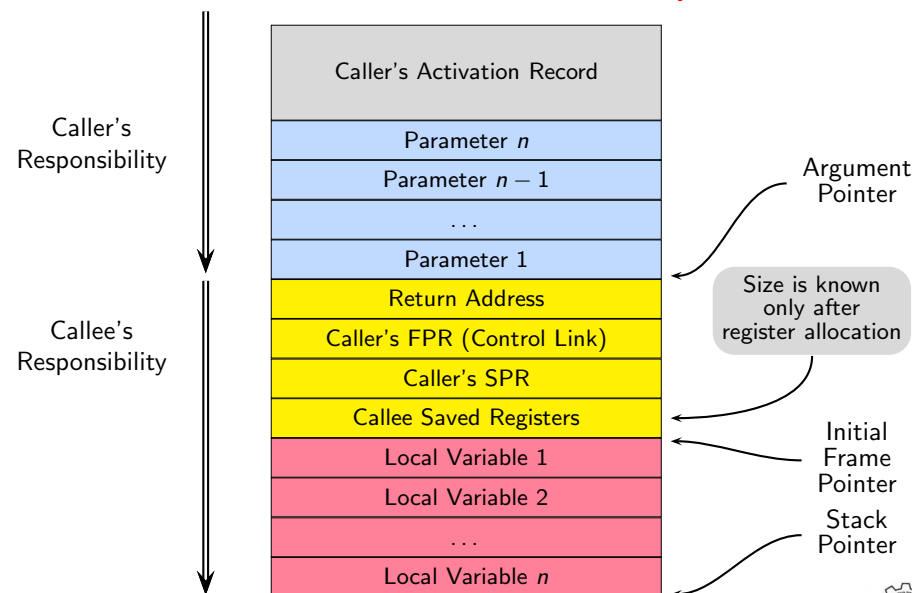 Caller's Activation Record
Caller's
Responsibility
Parameter n
Parameter n − 1
. . .
Parameter 1
Argument
Pointer
Return Address
Caller's FPR (Control Link)
Caller's SPR
Callee Saved Registers
Size is known
only after
register allocation
Callee's
Responsibility
Local Variable 1
Local Variable 2
. . .
Local Variable n
Initial
Frame
Pointer
Stack
Pointer